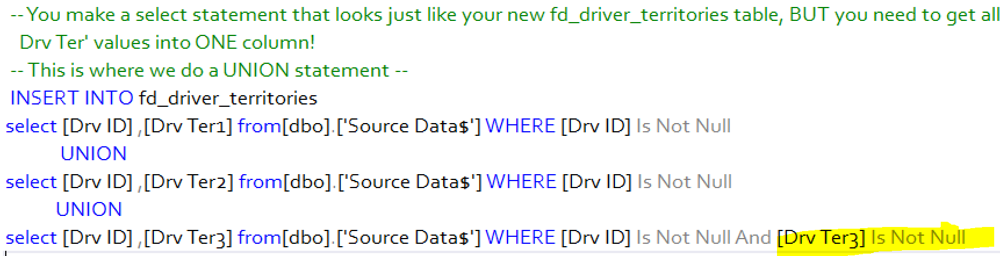 --You make a select statement that looks just like your new fd_driver_territories table, BUT you need to get all
Drv Ter' values into ONE column!
-- This is where we do a UNION statement --
INSERT INTO fd_driver_territories
select [Drv ID] ,[Drv Ter1] from[dbo].['Source Data$'] WHERE [Drv ID] Is Not Null
UNION
select [Drv ID] ,[Drv Ter2] from[dbo].['Source Data$'] WHERE [Drv ID] Is Not Null
UNION
select [Drv ID] ,[Drv Ter3] from[dbo].['Source Data$'] WHERE [Drv ID] Is Not Null And [Drv Ter3] Is Not Null